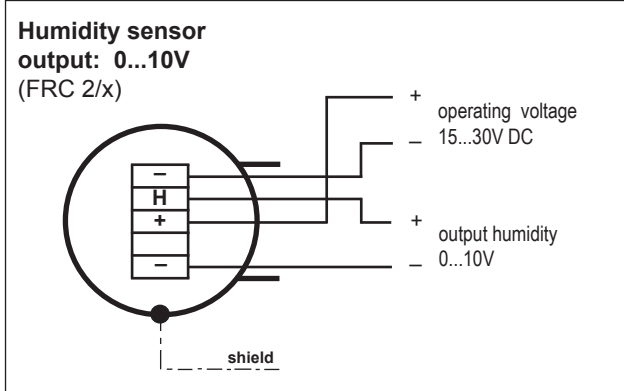 Humidity sensor
output: 0...10V
(FRC 2/x)
+
operating voltage
– 15...30V DC
–
H
+
–
+
output humidity
– 0...10V
shield